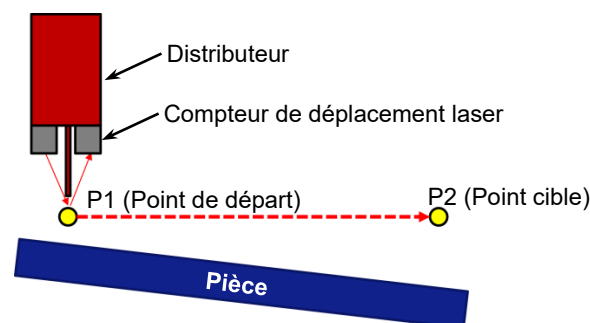 Distributeur
Compteur de déplacement laser
P1 (Point de départ)
P2 (Point cible)
Pièce